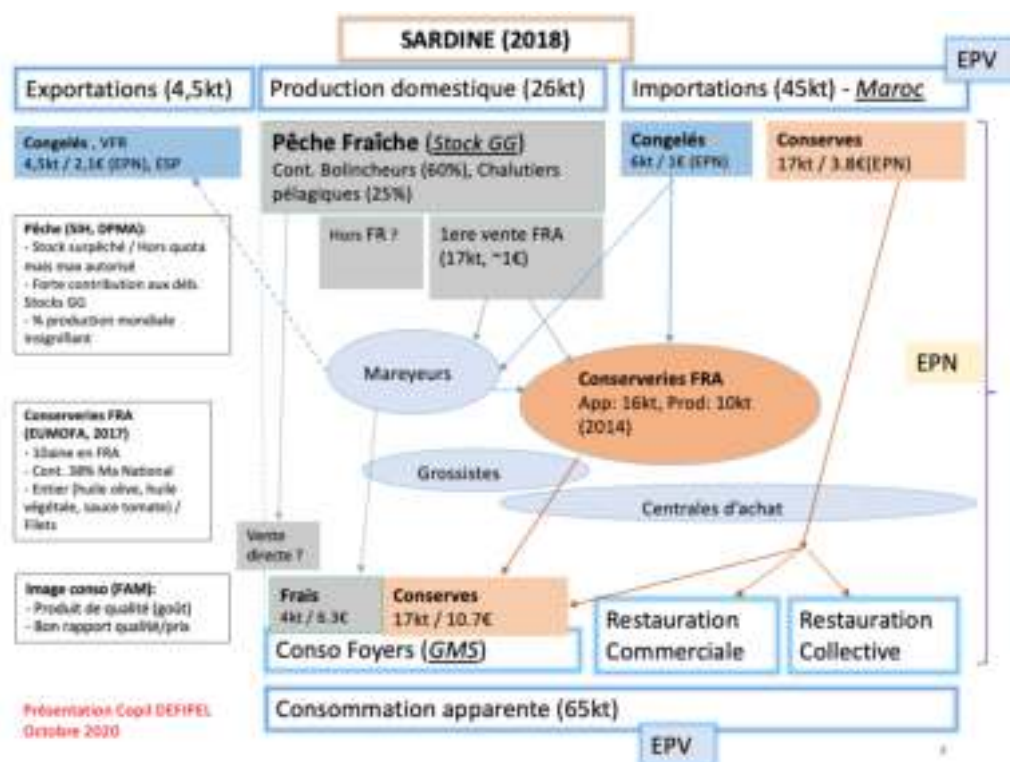 SARDINE (2018)
EPV
Exportations (4,5kt)
Production domestique (26kt)
Importations (45kt) - Maroc
Congelés , VFR
4,5kt / 2,1€ (EPN), ESP
Pêche Fraîche (Stock GG)
Cont. Bolincheurs (60%), Chalutiers
pélagiques (25%)
Congelés
6kt / 1€ (EPN)
Conserves
17kt / 3.8€(EPN)
Hors FR ?
1ere vente FRA
(17kt, ~1€)
Pêche (SIH, DPMA):
- Stock surpêché / Hors quota
mais max autorisé
- Forte contribution aux déb.
Stocks GG
- % production mondiale
insignifiant
Mareyeurs
Conserveries FRA
App: 16kt, Prod: 10kt
(2014)
EPN
Conserveries FRA
(EUMOFA, 2017)
- 10aine en FRA
- Cont. 38% Ma National
- Entier (huile olive, huile
végétale, sauce tomate) /
Filets
Grossistes
Centrales d'achat
Vente
directe ?
Image conso (FAM):
- Produit de qualité (goût)
- Bon rapport qualité/prix
Frais
4kt / 6.3€
Conserves
17kt / 10.7€
Conso Foyers (GMS)
Restauration
Commerciale
Restauration
Collective
Présentation Copil DEFIPEL
Octobre 2020
Consommation apparente (65kt)
EPV